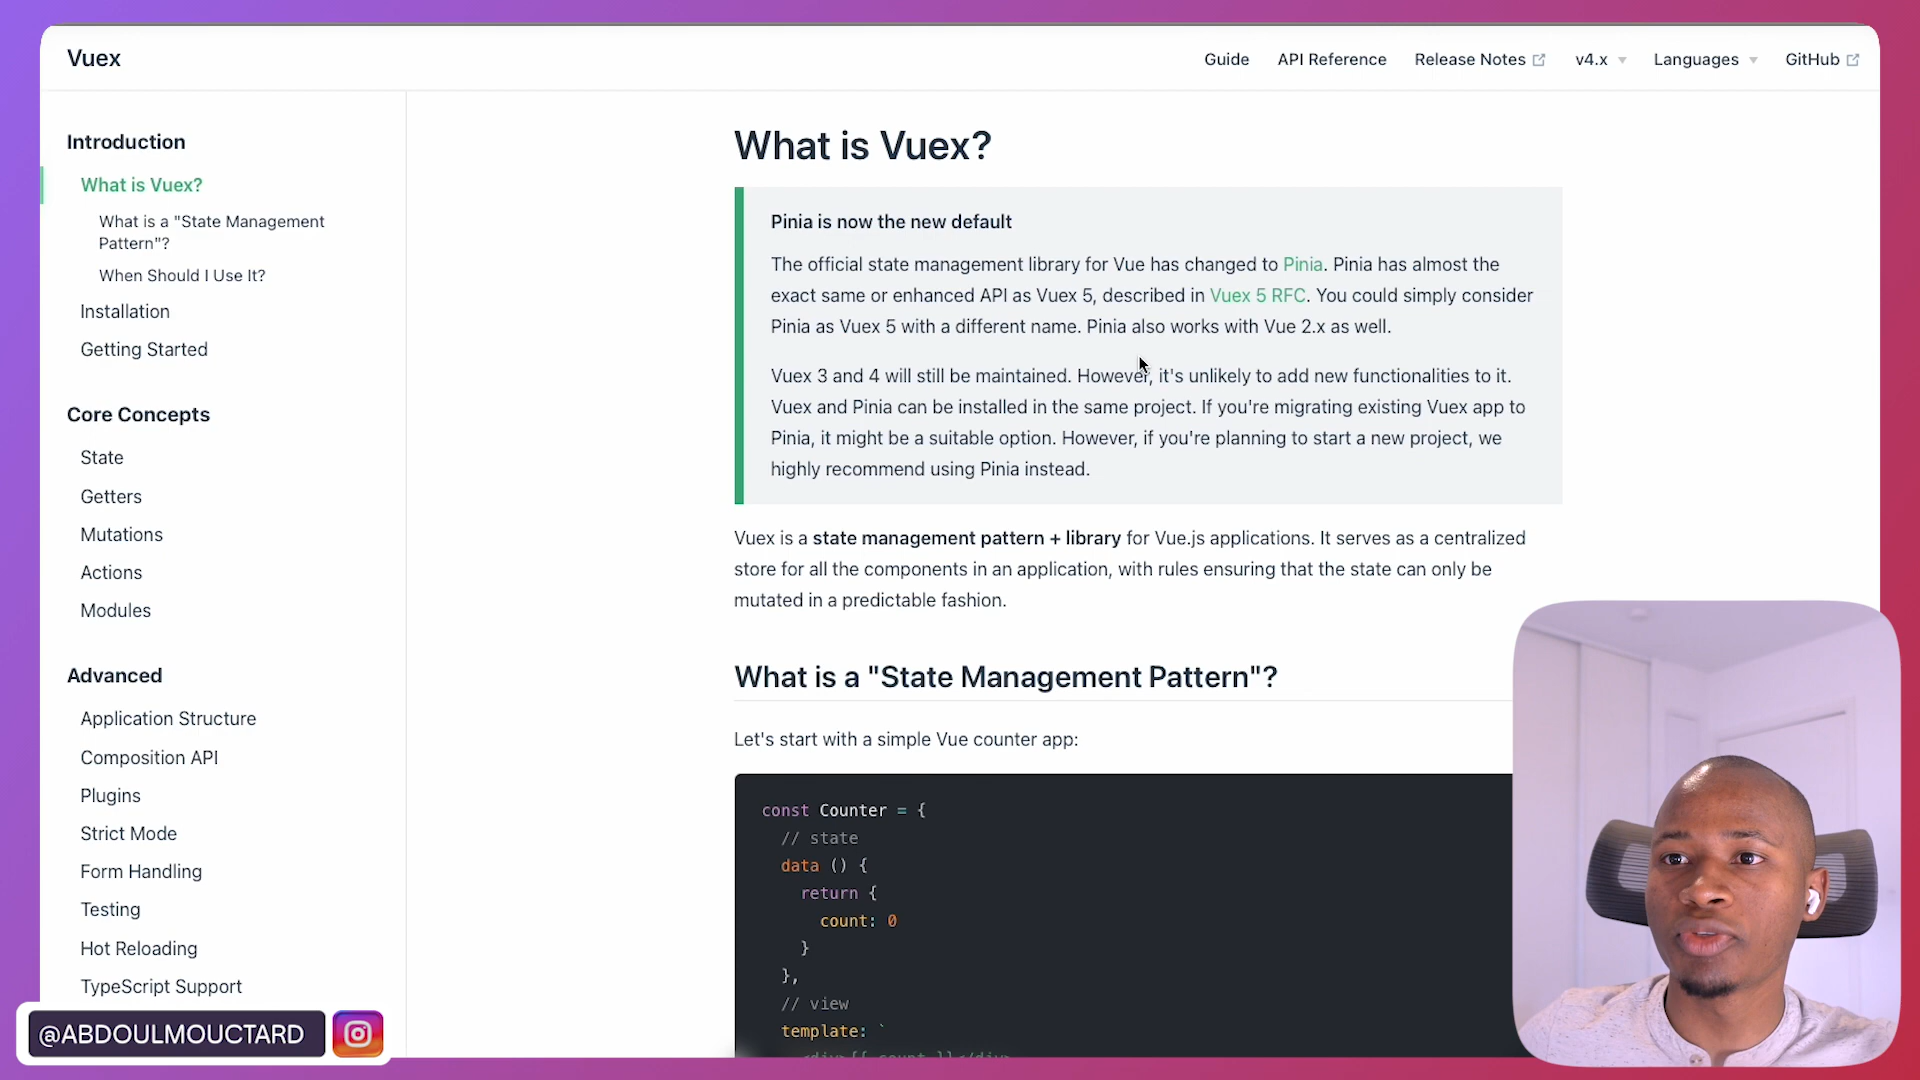 Vuex
Guide
API Reference
Release Notes
v4.x
Languages
GitHub
Introduction
What is Vuex?
What is a "State Management
Pattern"?
When Should I Use It?
Installation
Getting Started
Core Concepts
State
Getters
Mutations
Actions
Modules
Advanced
Application Structure
Composition API
Plugins
Strict Mode
Form Handling
Testing
Hot Reloading
TypeScript Support
What is Vuex?
Pinia is now the new default
The official state management library for Vue has changed to Pinia. Pinia has almost the
exact same or enhanced API as Vuex 5, described in Vuex 5 RFC. You could simply consider
Pinia as Vuex 5 with a different name. Pinia also works with Vue 2.x as well.
Vuex 3 and 4 will still be maintained. However, it's unlikely to add new functionalities to it.
Vuex and Pinia can be installed in the same project. If you're migrating existing Vuex app to
Pinia, it might be a suitable option. However, if you're planning to start a new project, we
highly recommend using Pinia instead.
Vuex is a state management pattern + library for Vue.js applications. It serves as a centralized
store for all the components in an application, with rules ensuring that the state can only be
mutated in a predictable fashion.
What is a "State Management Pattern"?
Let's start with a simple Vue counter app:
const Counter = {
// state
data () {
return {
count: 0
}
},
// view
template: `
<div>{{ count }}</div>
@ABDOULMOUCTARD